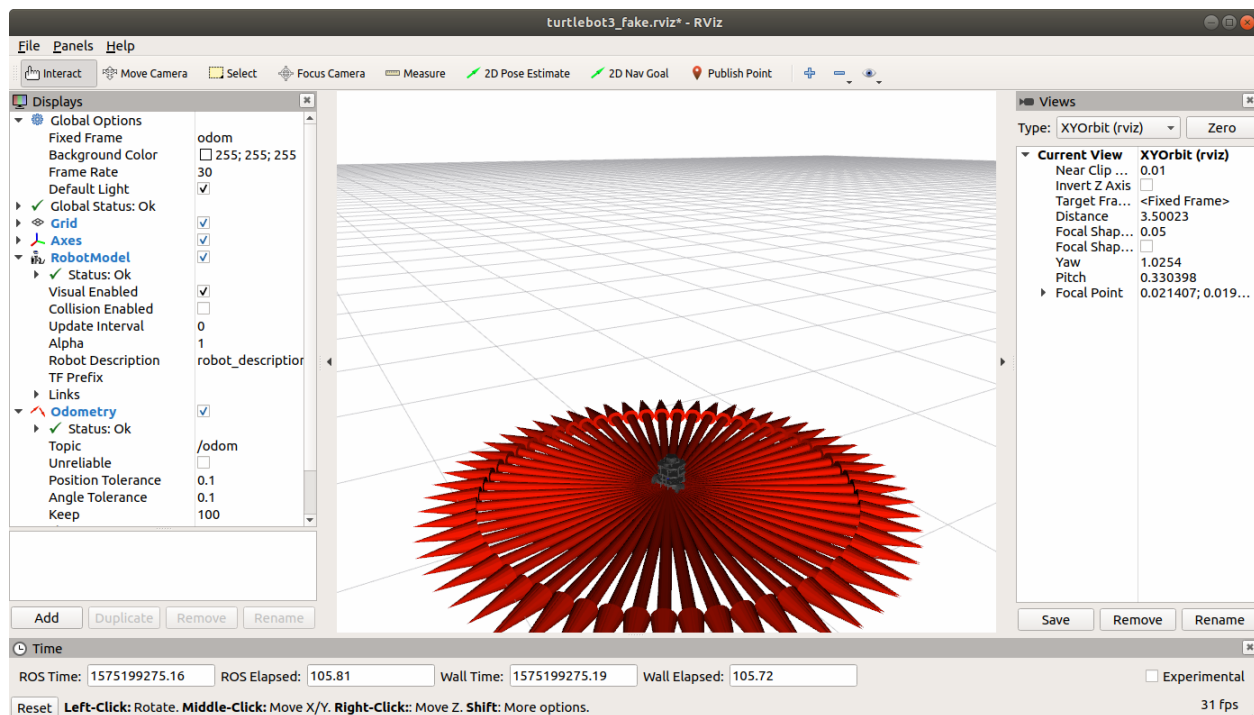 turtlebot3_fake.rviz* - RViz
File Panels Help
Interact Move Camera Select Focus Camera Measure 2D Pose Estimate 2D Nav Goal Publish Point
Displays
Global Options
Fixed Frame odom
Background Color 255; 255; 255
Frame Rate 30
Default Light
Global Status: Ok
Grid
Axes
RobotModel
Status: Ok
Visual Enabled
Collision Enabled
Update Interval 0
Alpha 1
Robot Description robot_description
TF Prefix
Links
Odometry
Status: Ok
Topic /odom
Unreliable
Position Tolerance 0.1
Angle Tolerance 0.1
Keep 100
Add Duplicate Remove Rename
Views
Type: XYOrbit (rviz) Zero
Current View XYOrbit (rviz)
Near Clip ... 0.01
Invert Z Axis
Target Fra... <Fixed Frame>
Distance 3.50023
Focal Shap... 0.05
Focal Shap...
Yaw 1.0254
Pitch 0.330398
Focal Point 0.021407; 0.019...
Save Remove Rename
Time
ROS Time: 1575199275.16 ROS Elapsed: 105.81 Wall Time: 1575199275.19 Wall Elapsed: 105.72 Experimental
Reset Left-Click: Rotate. Middle-Click: Move X/Y. Right-Click:: Move Z. Shift: More options. 31 fps